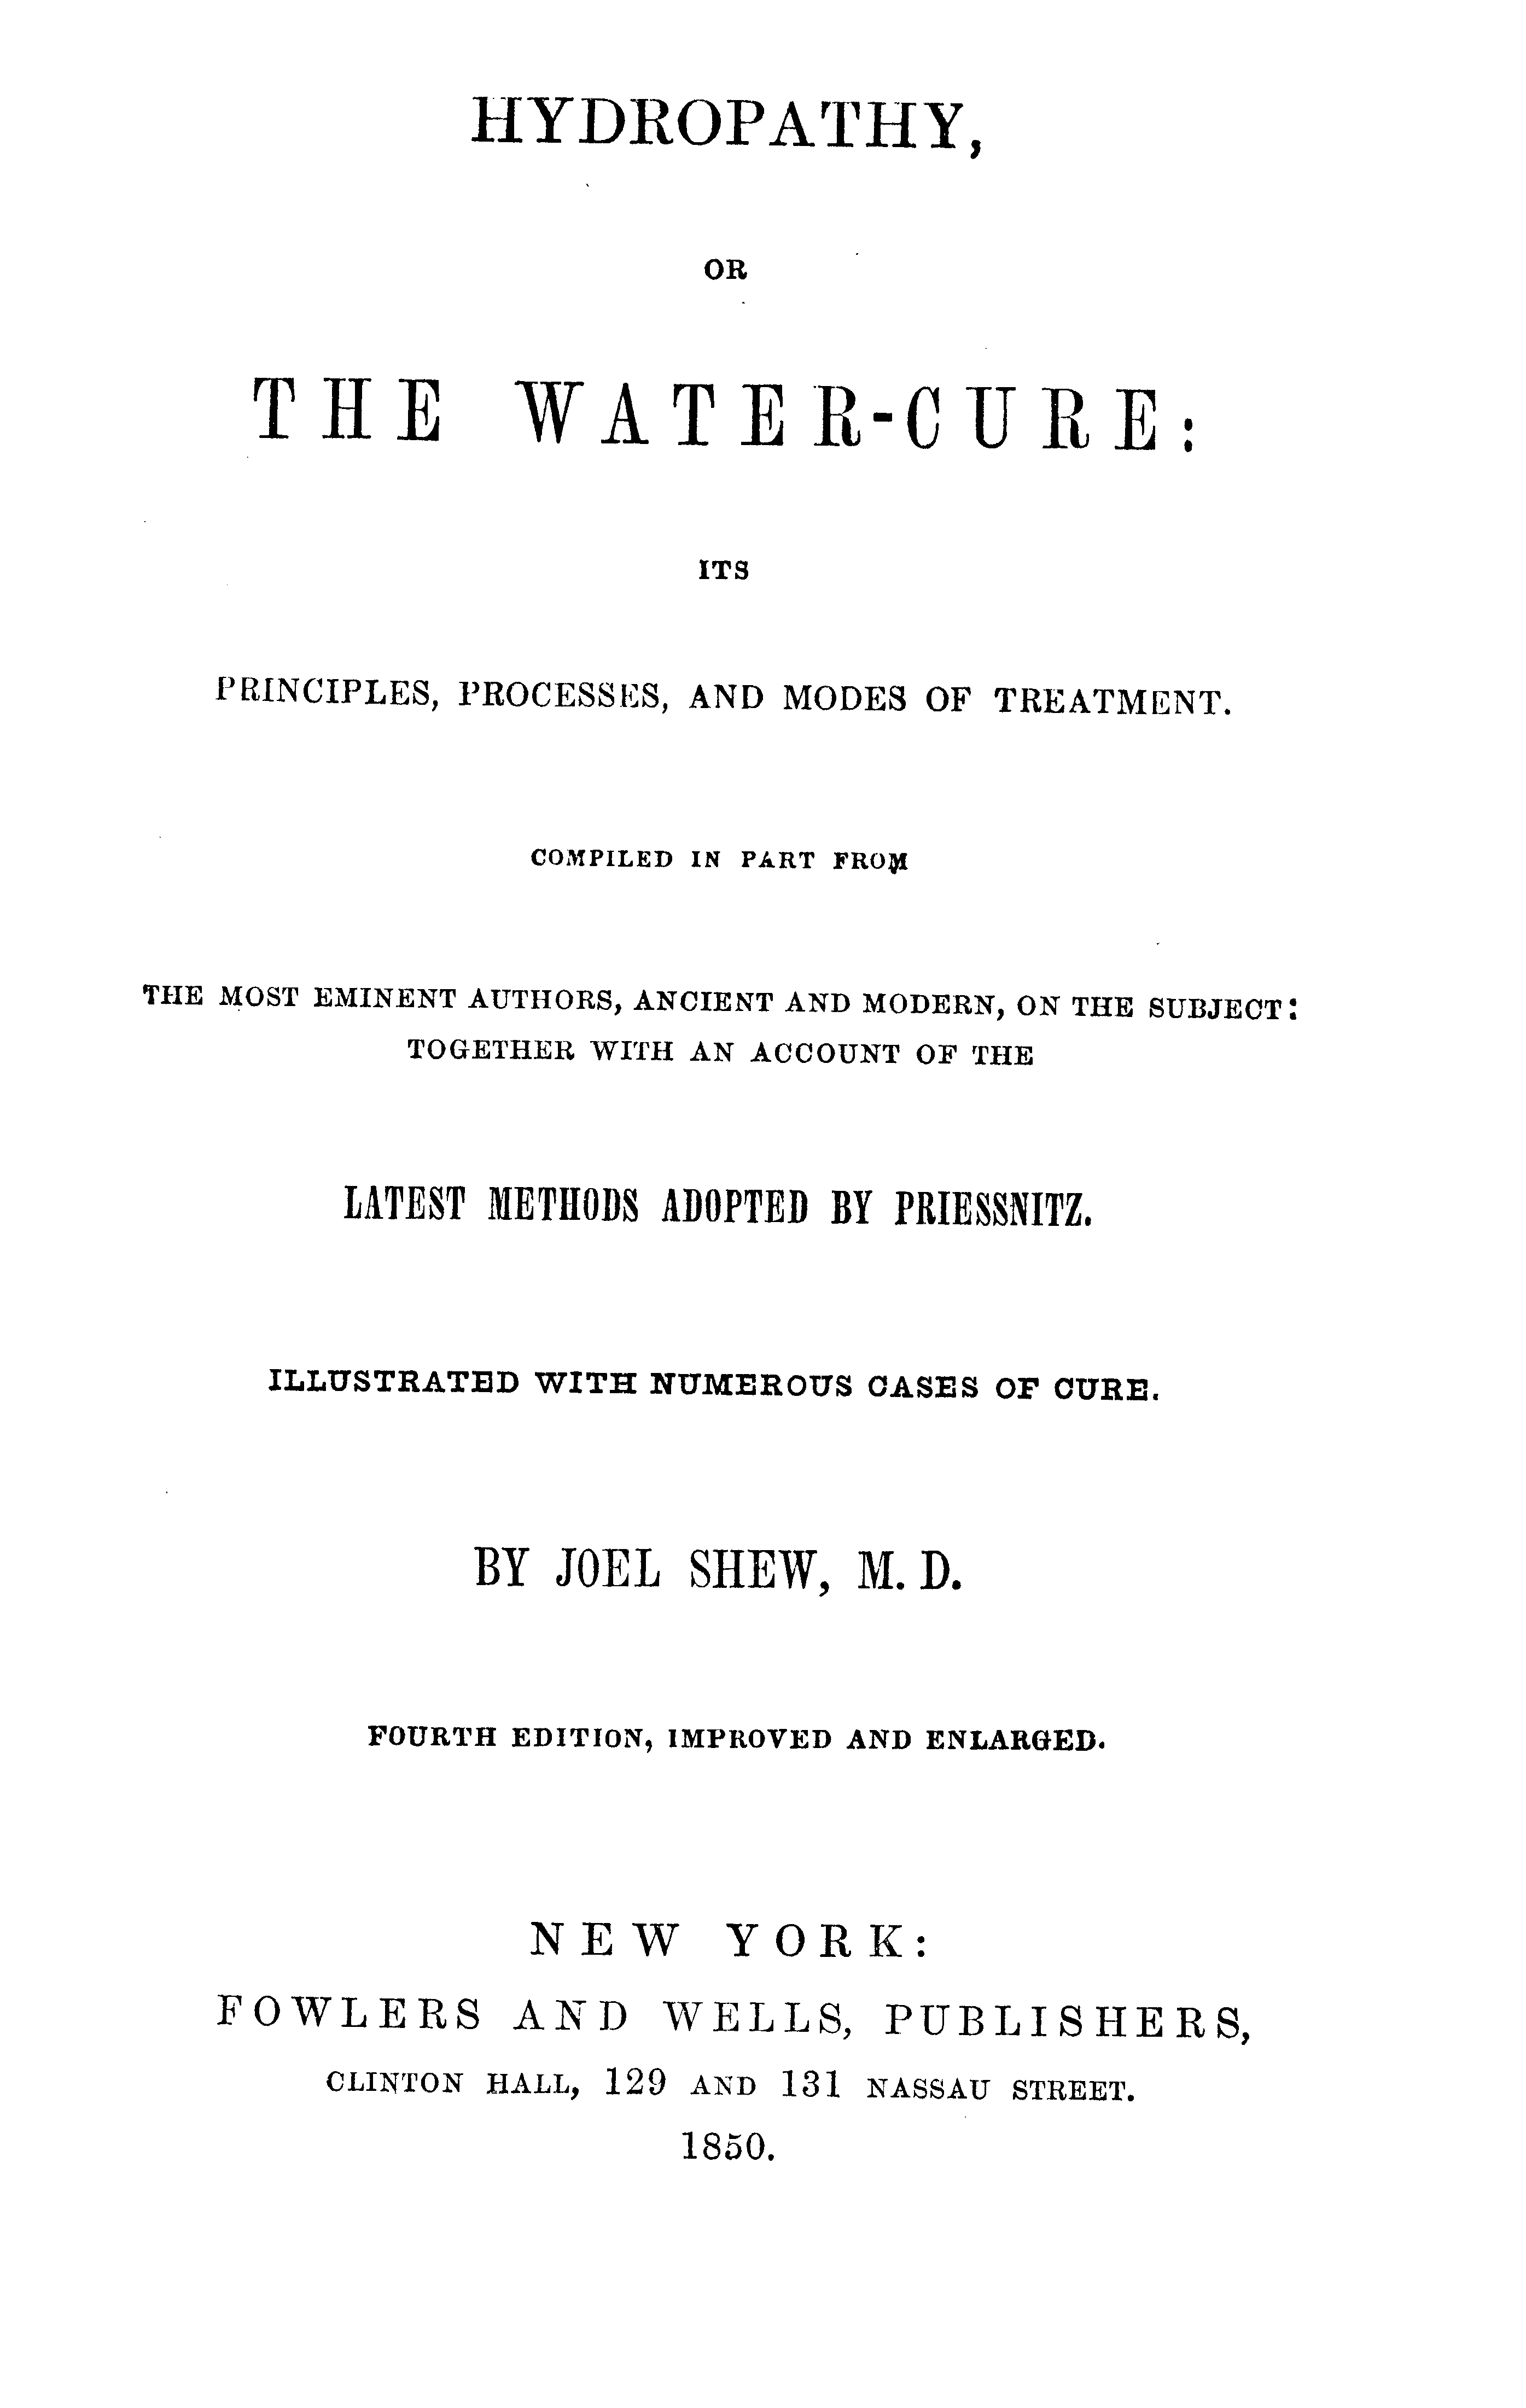 HYDROPATHY,
OR
THE WATER-CURE:
ITS
PRINCIPLES, PROCESSES, AND MODES OF TREATMENT.
COMPILED IN PART FROM
THE MOST EMINENT AUTHORS, ANCIENT AND MODERN, ON THE SUBJECT:
TOGETHER WITH AN ACCOUNT OF THE
LATEST METHODS ADOPTED BY PRIESSNITZ.
ILLUSTRATED WITH NUMEROUS CASES OF CURE.
BY JOEL SHEW, M. D.
FOURTH EDITION, IMPROVED AND ENLARGED.
NEW YORK:
FOWLERS AND WELLS, PUBLISHERS,
CLINTON HALL, 129 AND 131 NASSAU STREET.
1850.